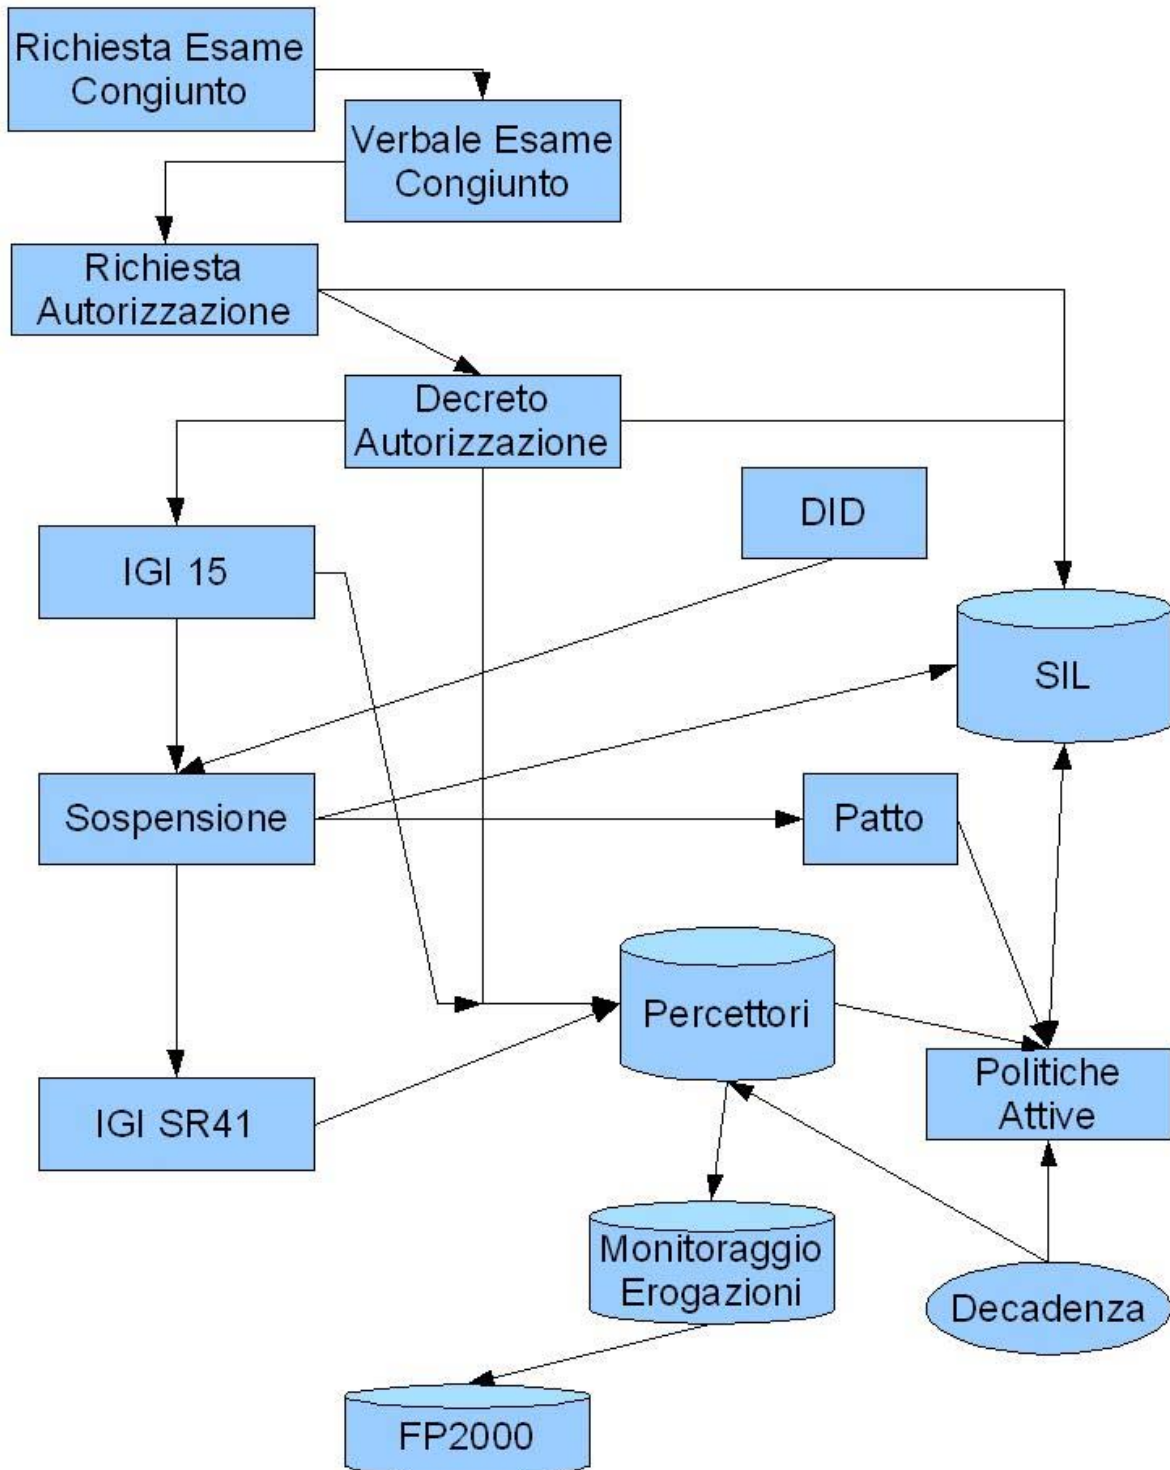 Richiesta Esame
Congiunto
Verbale Esame
Congiunto
Richiesta
Autorizzazione
Decreto
Autorizzazione
DID
IGI 15
SIL
Sospensione
Patto
Percettori
IGI SR41
Politiche
Attive
Monitoraggio
Erogazioni
Decadenza
FP2000